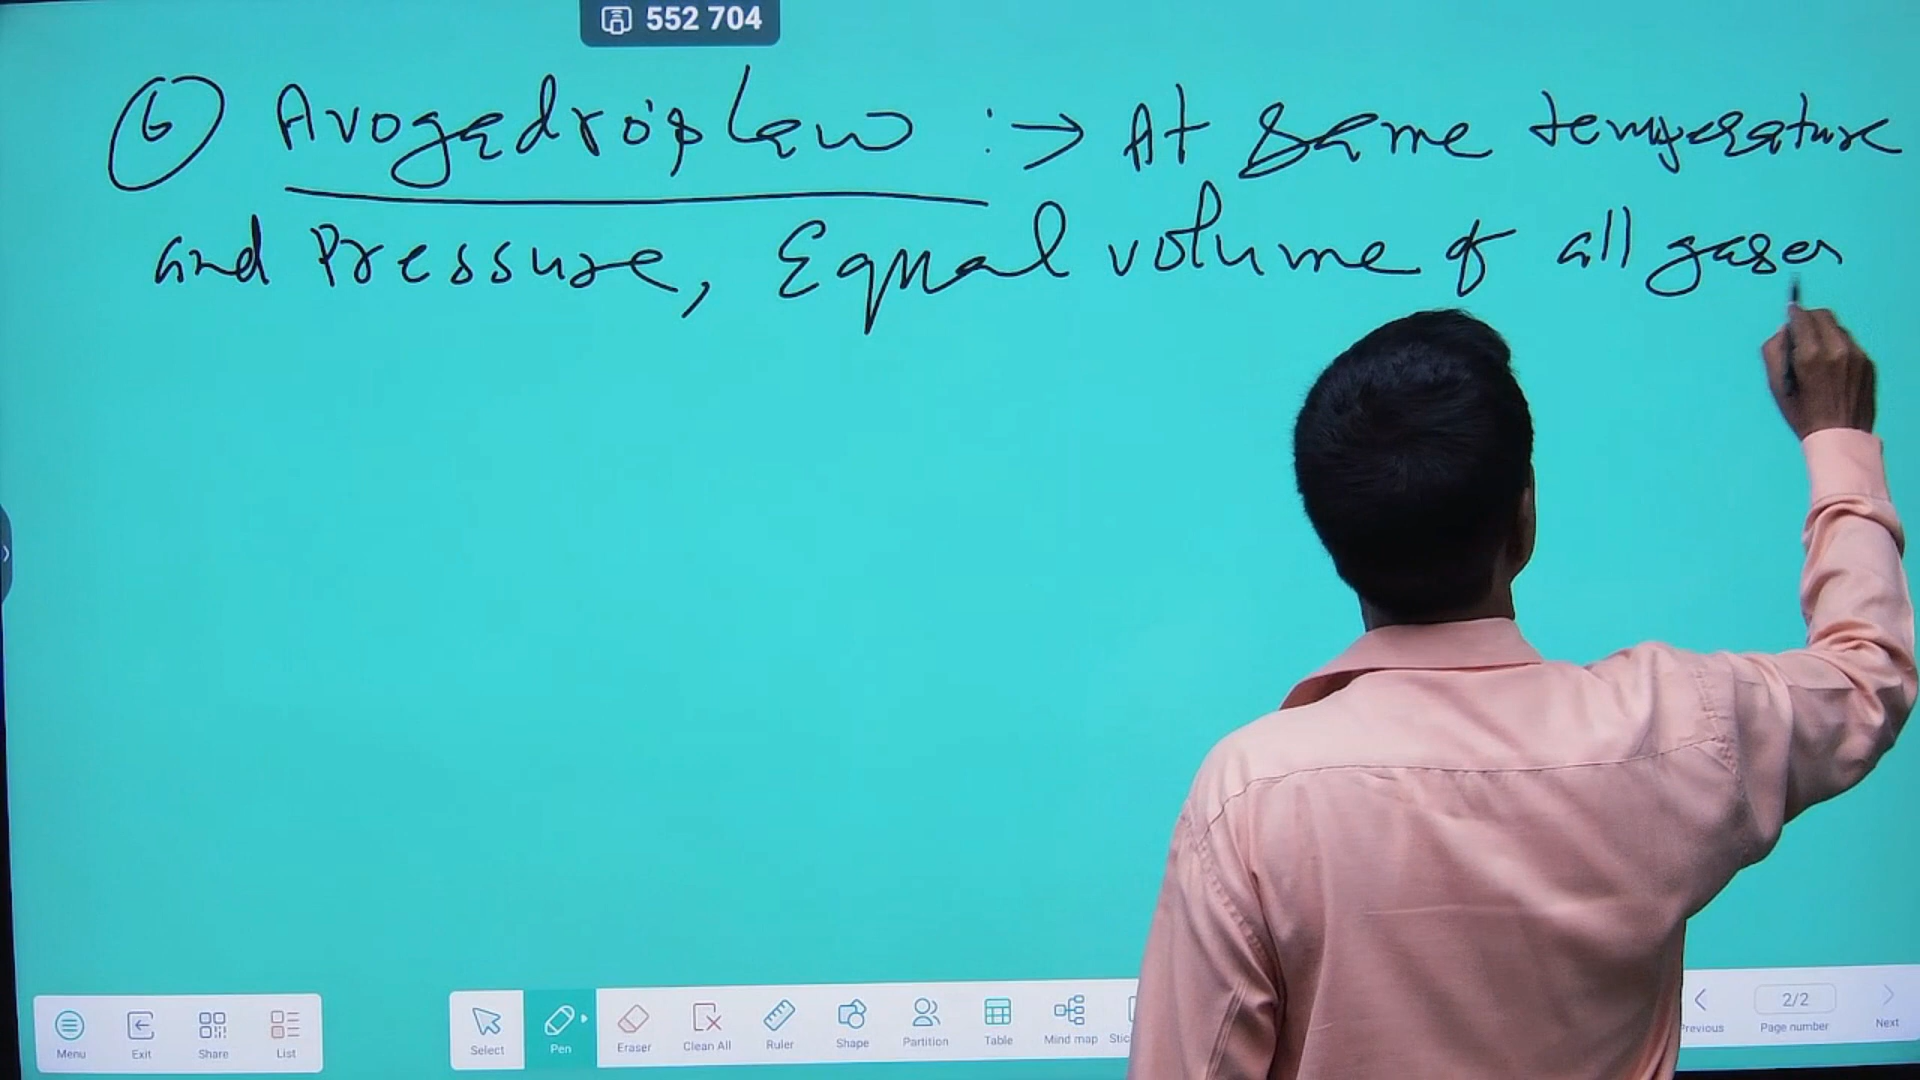 552 704
⑥ Avogadro's Law :→ At same temperature
and Pressure, Equal volume of all gases
Menu Exit Share List Select Pen Eraser Clean All Ruler Shape Partition Table Mind map Previous 2/2 Page number Next